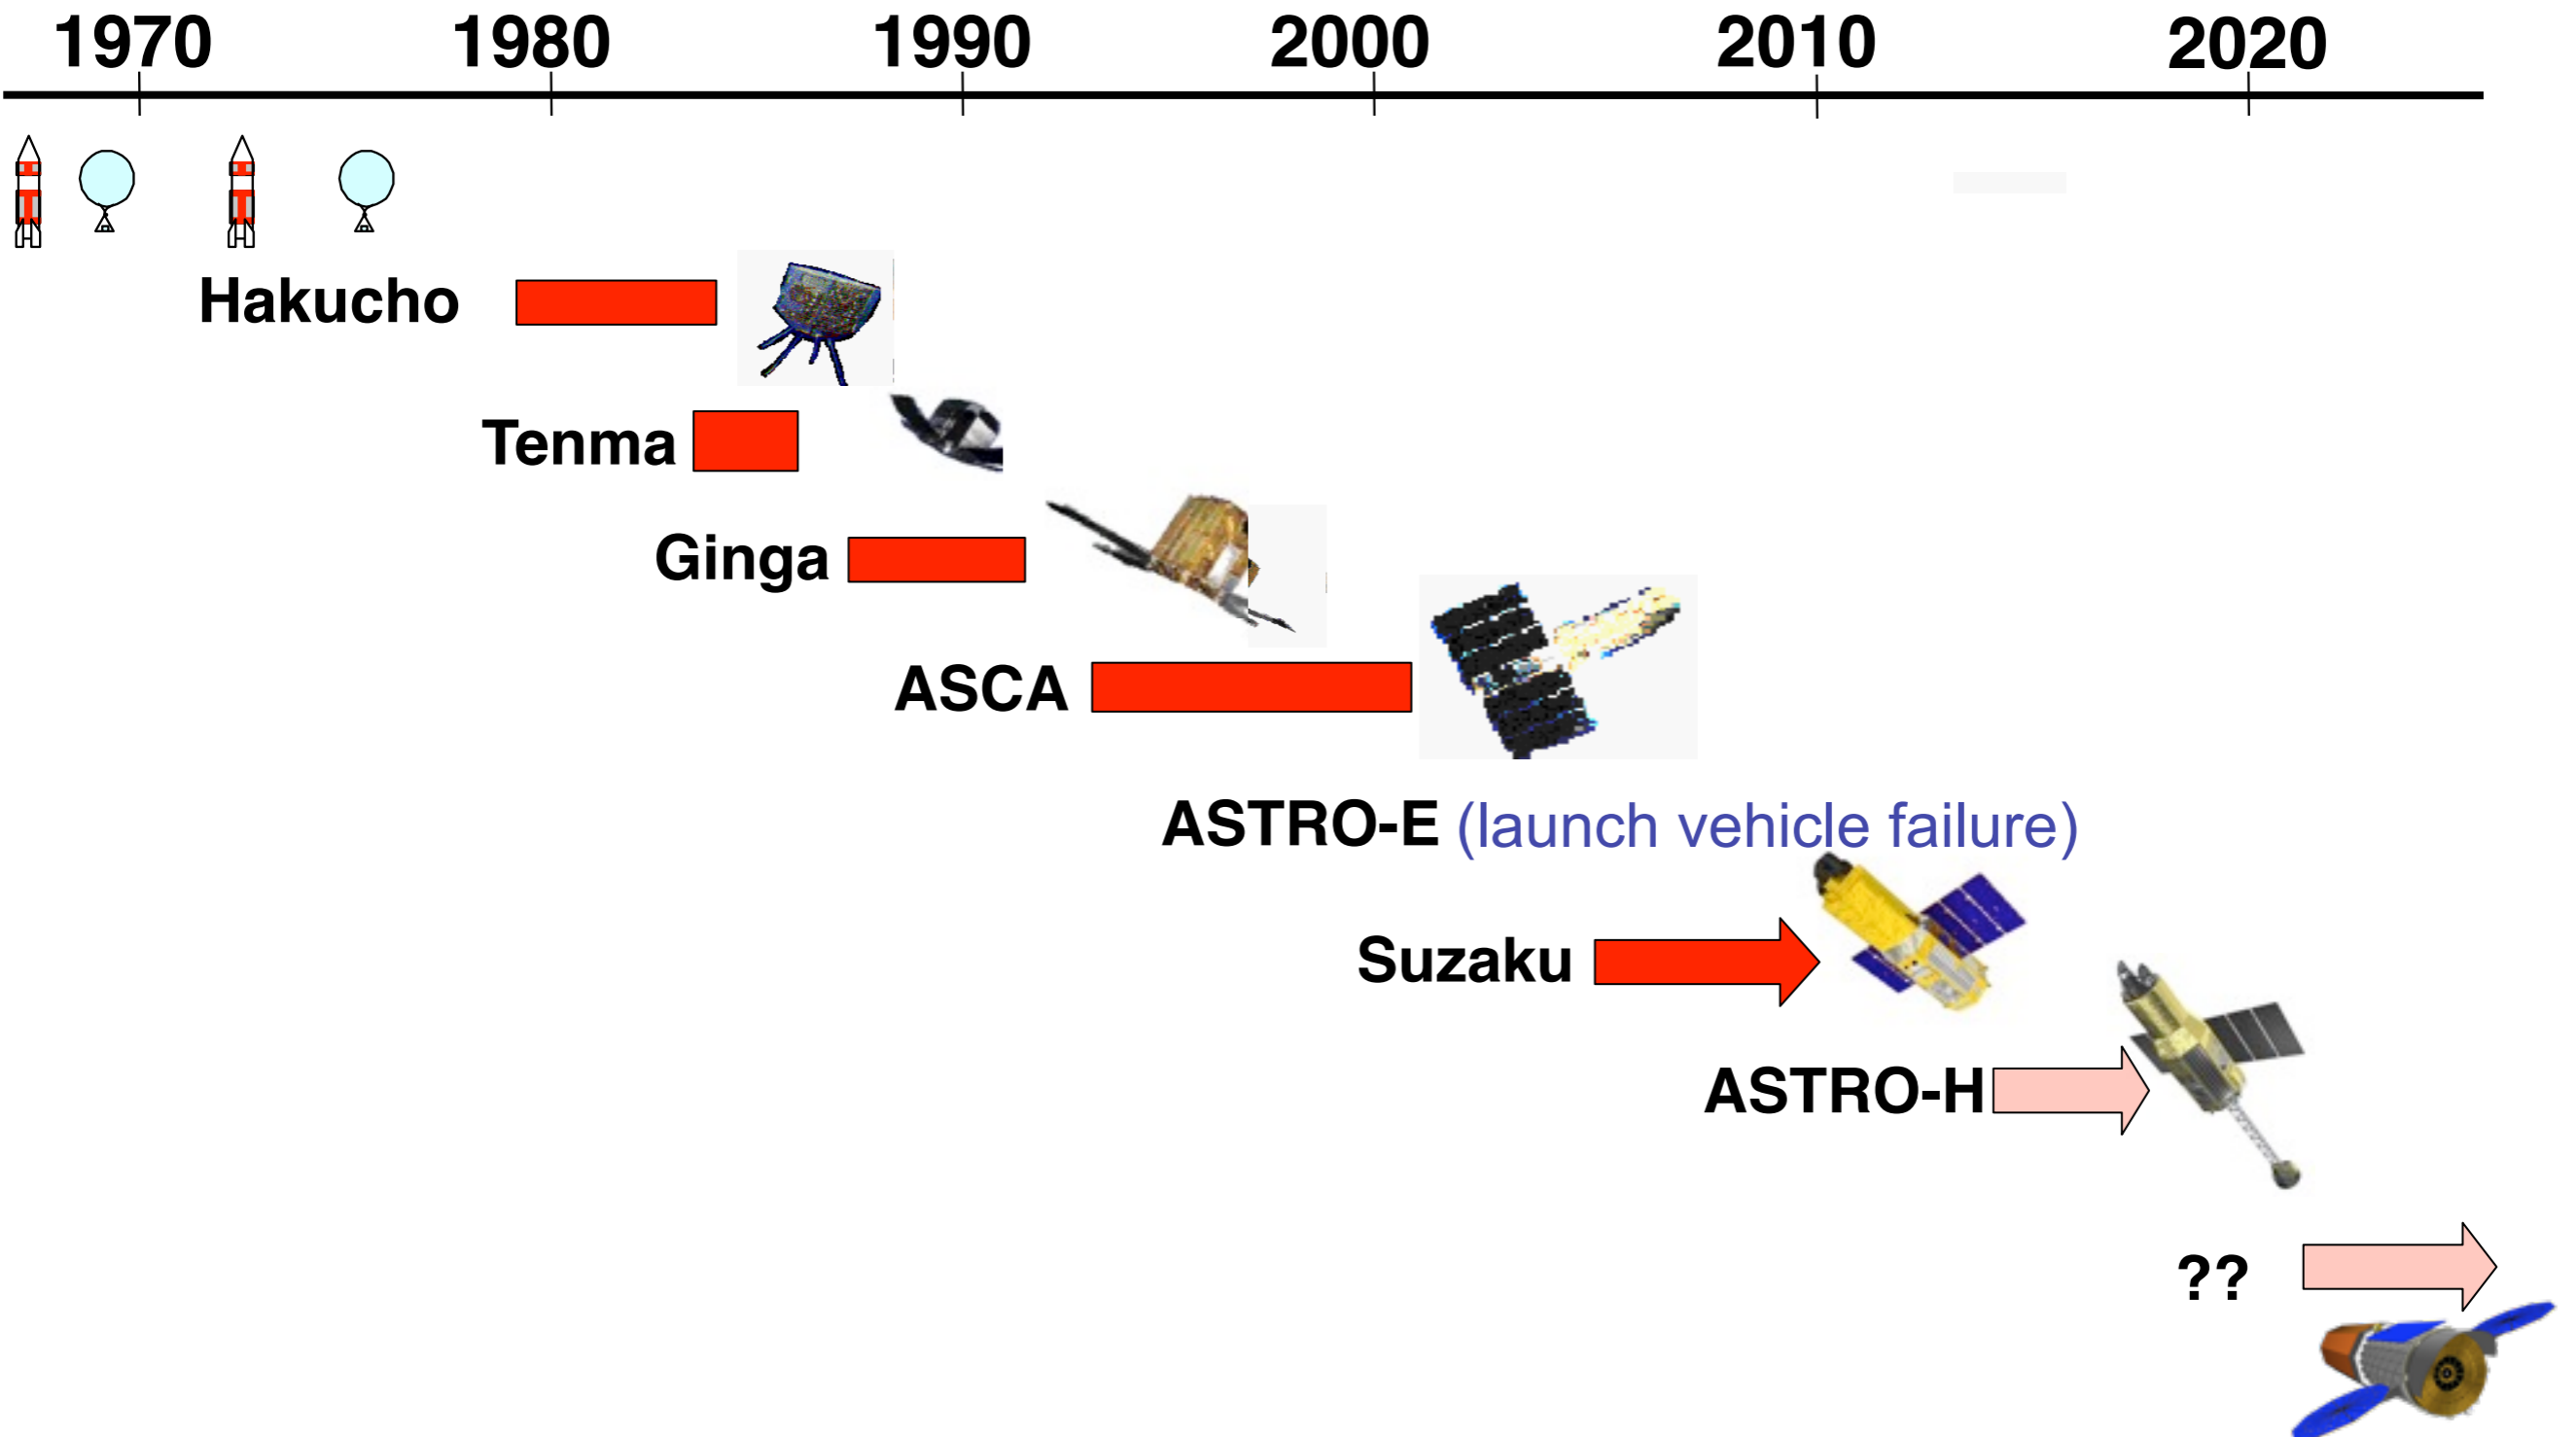 1970 1980 1990 2000 2010 2020
Hakucho
Tenma
Ginga
ASCA
ASTRO-E (launch vehicle failure)
Suzaku
ASTRO-H
??